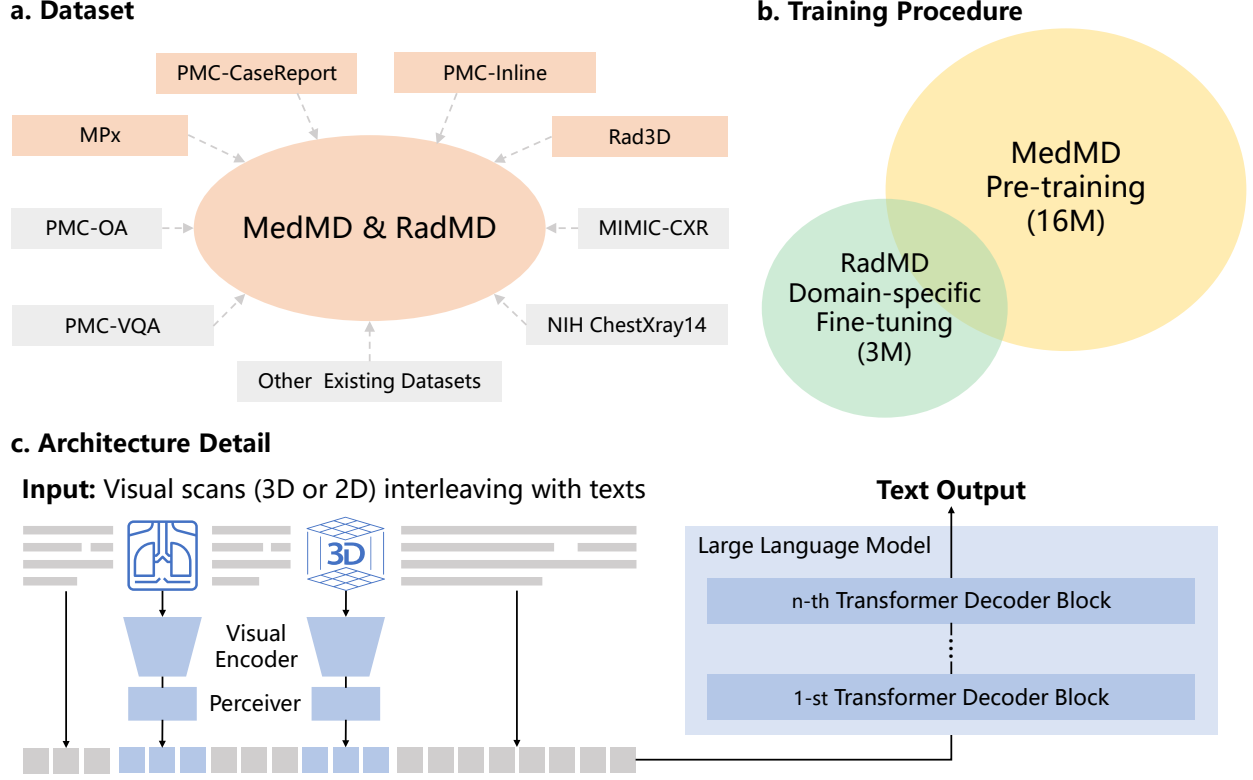 a. Dataset
PMC-CaseReport
PMC-Inline
MPx
Rad3D
MedMD & RadMD
PMC-OA
MIMIC-CXR
PMC-VQA
NIH ChestXray14
Other Existing Datasets
b. Training Procedure
MedMD
Pre-training
(16M)
RadMD
Domain-specific
Fine-tuning
(3M)
c. Architecture Detail
Input: Visual scans (3D or 2D) interleaving with texts
3D
Visual
Encoder
Perceiver
Text Output
Large Language Model
n-th Transformer Decoder Block
1-st Transformer Decoder Block